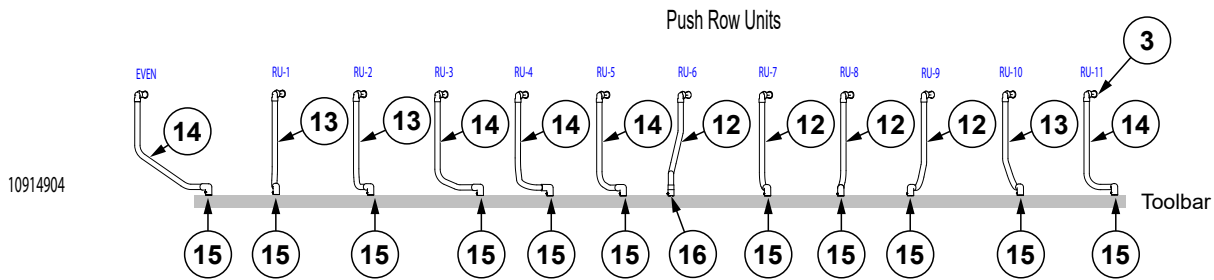 Push Row Units
3
EVEN RU-1 RU-2 RU-3 RU-4 RU-5 RU-6 RU-7 RU-8 RU-9 RU-10 RU-11
14 13 13 14 14 14 12 12 12 12 13 14
10914904
Toolbar
15 15 15 15 15 15 16 15 15 15 15 15